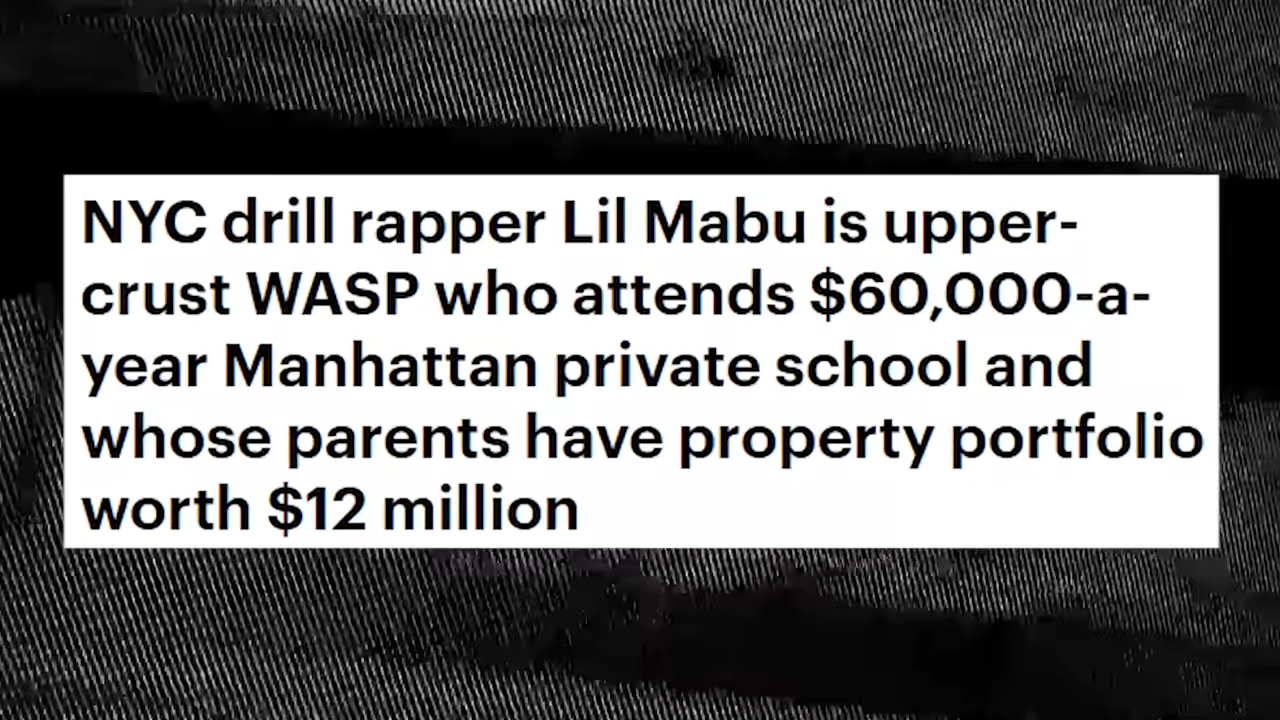 NYC drill rapper Lil Mabu is upper-
crust WASP who attends $60,000-a-
year Manhattan private school and
whose parents have property portfolio
worth $12 million